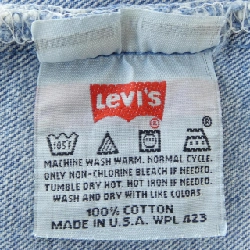 LEVI'S
®
105F
MACHINE WASH WARM. NORMAL CYCLE.
ONLY NON-CHLORINE BLEACH IF NEEDED.
TUMBLE DRY HOT. HOT IRON IF NEEDED.
WASH AND DRY WITH LIKE COLORS.
100% COTTON
MADE IN U.S.A. WPL 423